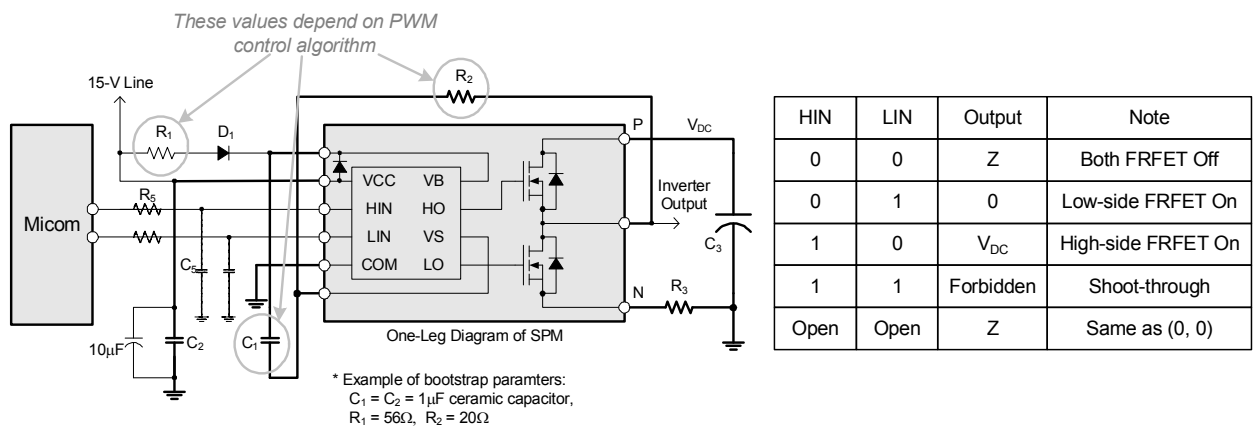 These values depend on PWM
control algorithm
15-V Line
R1
D1
R2
P
VDC
Micom
R5
VCC
VB
HIN
HO
LIN
VS
COM
LO
Inverter
Output
C3
C5
N
R3
10μF
C2
C1
One-Leg Diagram of SPM
* Example of bootstrap paramters:
C1 = C2 = 1μF ceramic capacitor,
R1 = 56Ω, R2 = 20Ω
HIN LIN Output Note
0 0 Z Both FRFET Off
0 1 0 Low-side FRFET On
1 0 VDC High-side FRFET On
1 1 Forbidden Shoot-through
Open Open Z Same as (0, 0)